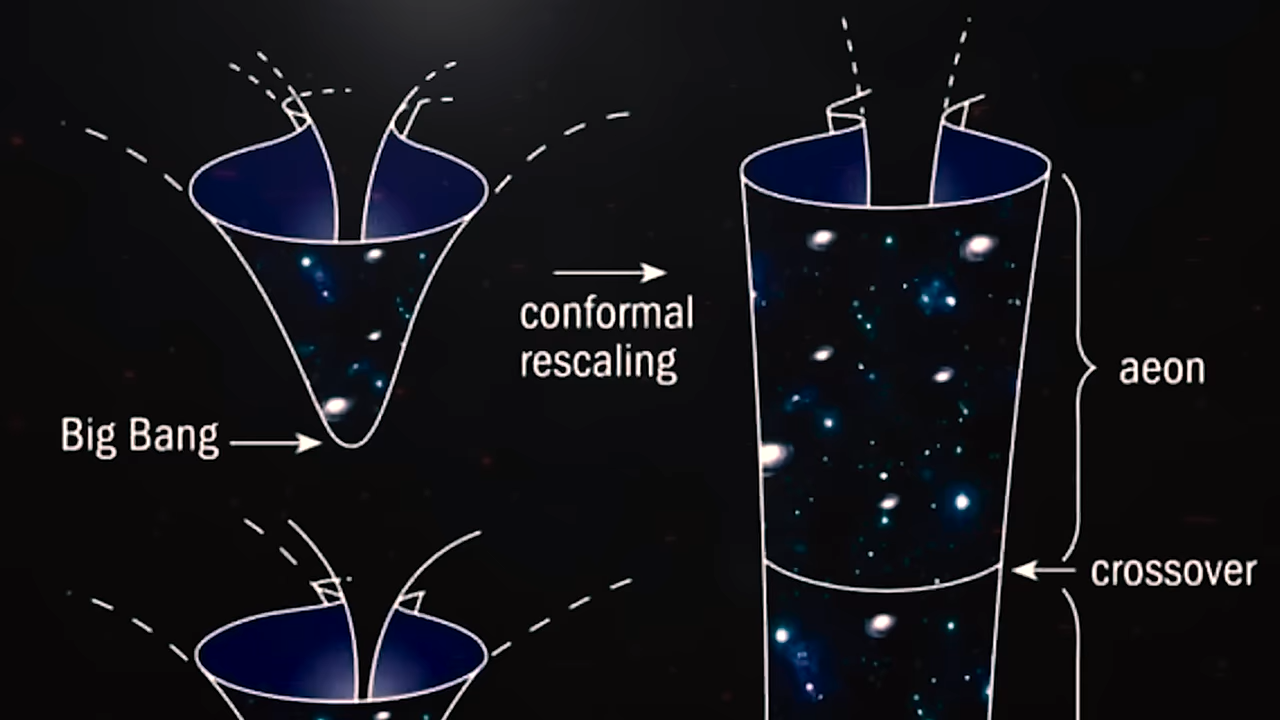 conformal
rescaling
Big Bang
aeon
crossover